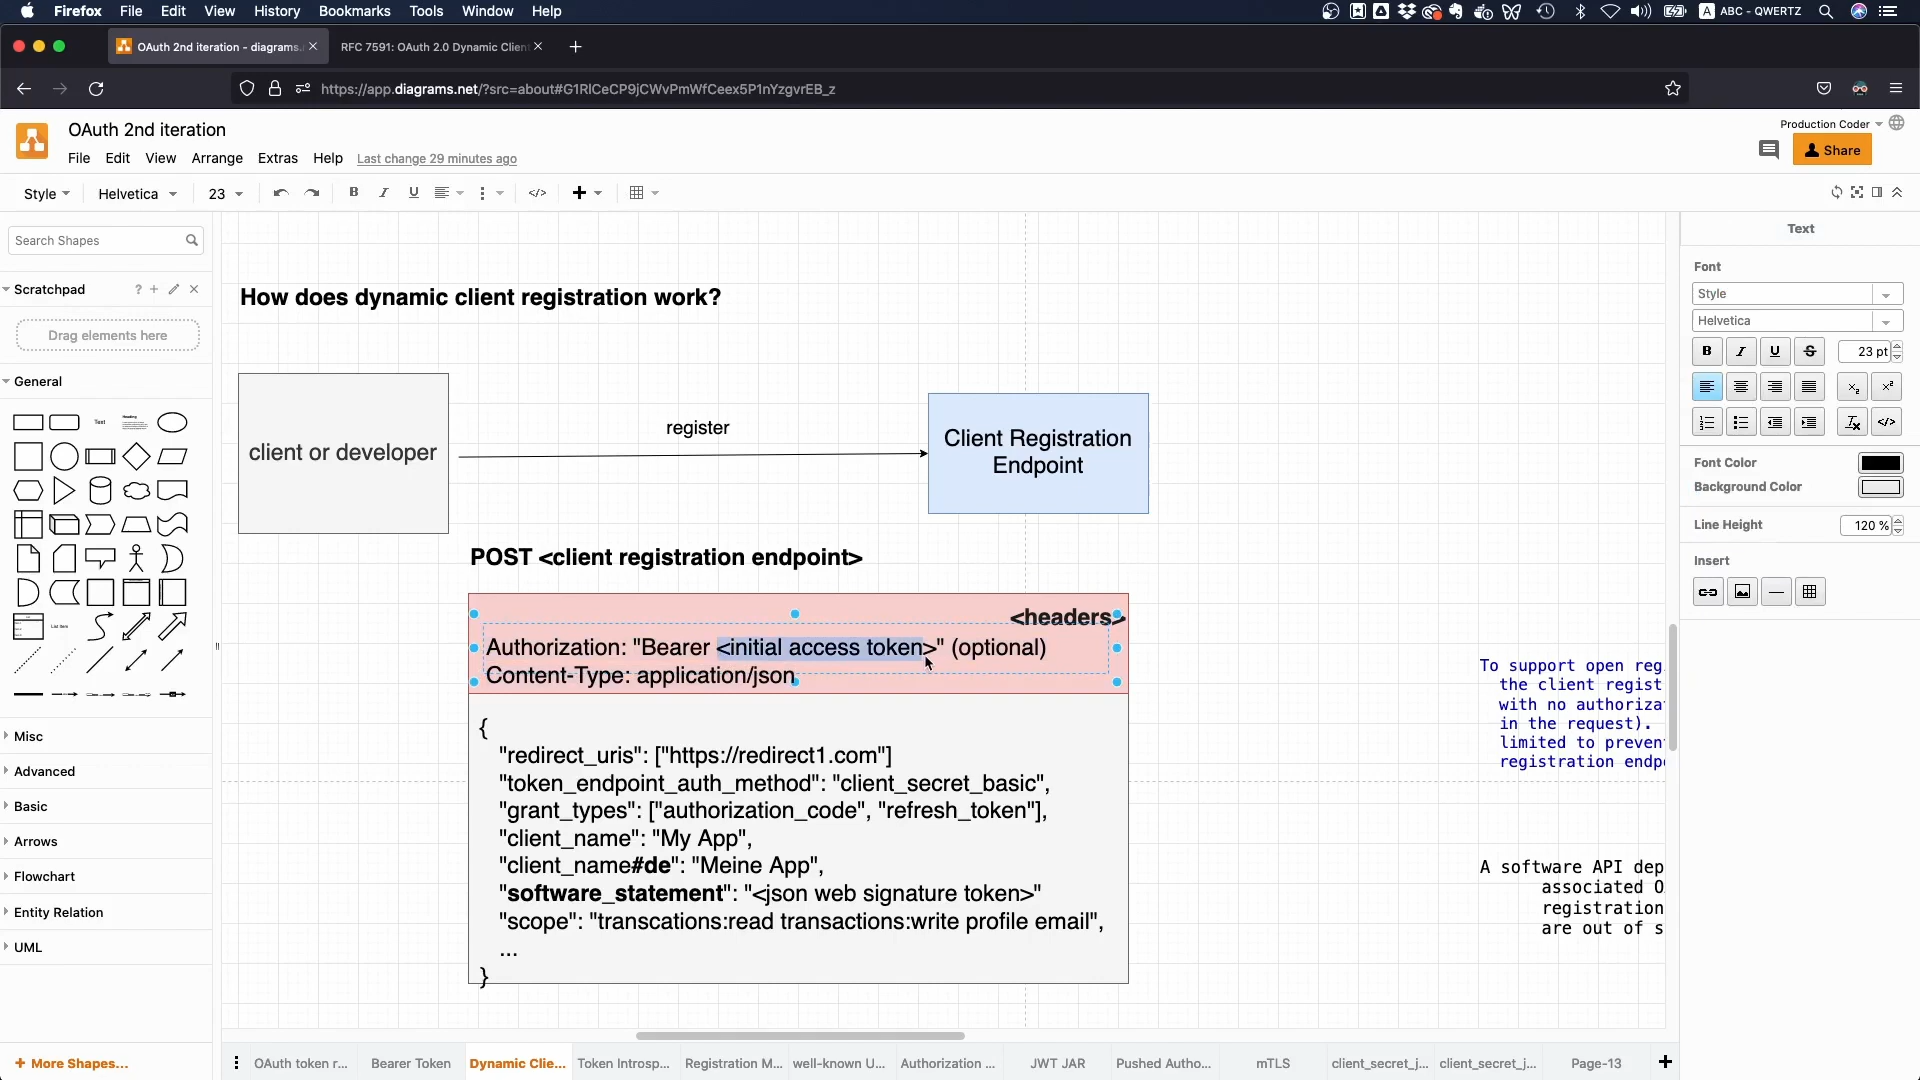 Firefox File Edit View History Bookmarks Tools Window Help
ABC - QWERTZ
OAuth 2nd iteration - diagrams.
RFC 7591: OAuth 2.0 Dynamic Clien
https://app.diagrams.net/?src=about#G1RlCeCP9jCWvPmWfCeex5P1nYzgvrEB_z
OAuth 2nd iteration
Production Coder
File Edit View Arrange Extras Help Last change 29 minutes ago
Share
Style Helvetica 23 B I U
Search Shapes
Scratchpad
Drag elements here
General
Text
Heading
List Item
Misc
Advanced
Basic
Arrows
Flowchart
Entity Relation
UML
+ More Shapes...
How does dynamic client registration work?
client or developer
register
Client Registration
Endpoint
POST <client registration endpoint>
<headers>
Authorization: "Bearer <initial access token>" (optional)
Content-Type: application/json
{
"redirect_uris": ["https://redirect1.com"]
"token_endpoint_auth_method": "client_secret_basic",
"grant_types": ["authorization_code", "refresh_token"],
"client_name": "My App",
"client_name#de": "Meine App",
"software_statement": "<json web signature token>"
"scope": "transcations:read transactions:write profile email",
...
}
To support open reg
the client regist
with no authoriza
in the request).
limited to preven
registration endp
A software API dep
associated O
registration
are out of s
Text
Font
Style
Helvetica
B I U S 23 pt
Font Color
Background Color
Line Height 120 %
Insert
OAuth token r... Bearer Token Dynamic Clie... Token Introsp... Registration M... well-known U... Authorization ... JWT JAR Pushed Autho... mTLS client_secret_j... client_secret_j... Page-13